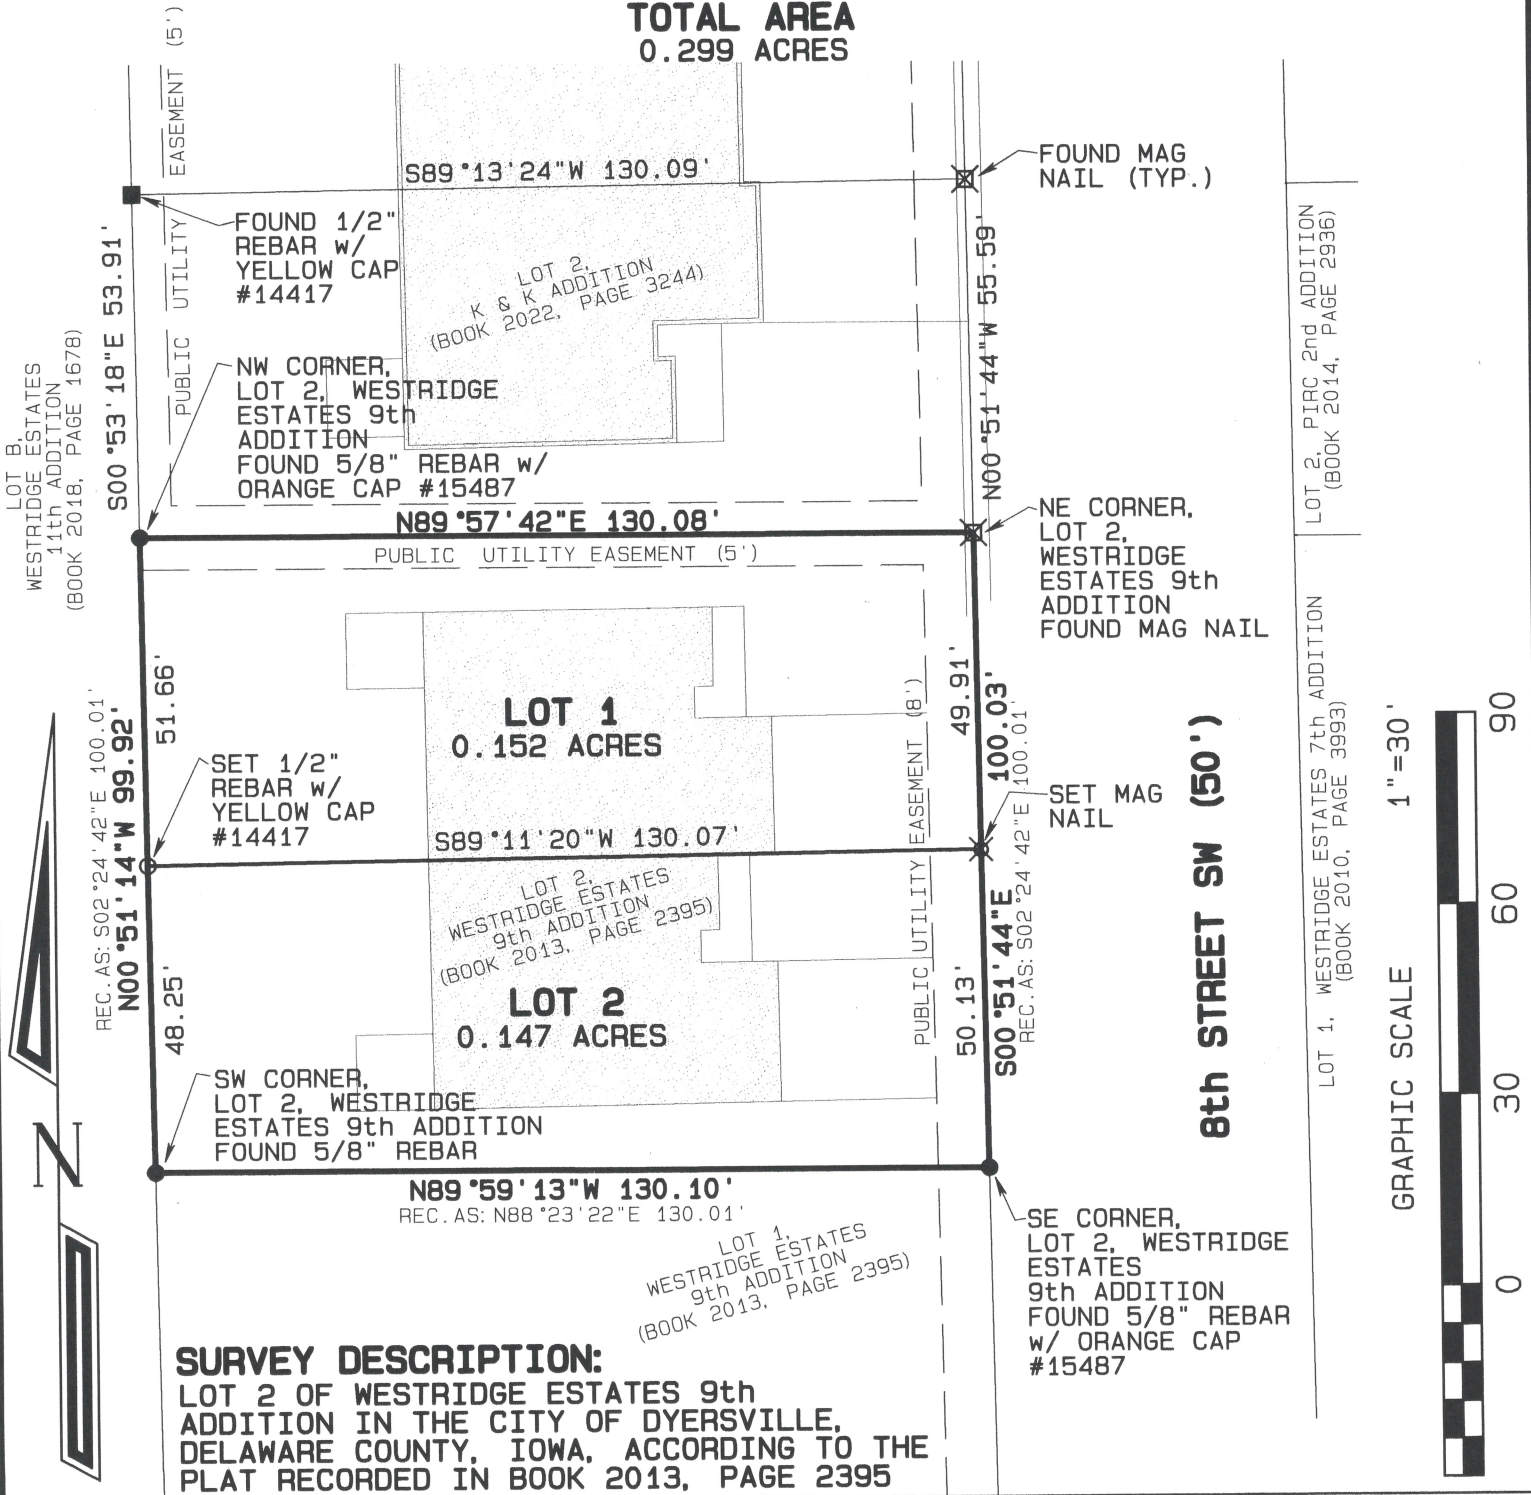 TOTAL AREA
0.299 ACRES
EASEMENT (5')
PUBLIC UTILITY
S89°13'24"W 130.09'
FOUND MAG
NAIL (TYP.)
FOUND 1/2"
REBAR w/
YELLOW CAP
#14417
S00°53'18"E 53.91'
LOT 2,
K & K ADDITION
(BOOK 2022, PAGE 3244)
N00°51'44"W 55.59'
LOT 2, PIRC 2nd ADDITION
(BOOK 2014, PAGE 2936)
LOT B,
WESTRIDGE ESTATES
11th ADDITION
(BOOK 2018, PAGE 1678)
NW CORNER,
LOT 2, WESTRIDGE
ESTATES 9th
ADDITION
FOUND 5/8" REBAR w/
ORANGE CAP #15487
N89°57'42"E 130.08'
PUBLIC UTILITY EASEMENT (5')
NE CORNER,
LOT 2,
WESTRIDGE
ESTATES 9th
ADDITION
FOUND MAG NAIL
LOT 1
0.152 ACRES
51.66'
REC. AS: S02°24'42"E 100.01'
N00°51'14"W 99.92'
48.25'
SET 1/2"
REBAR w/
YELLOW CAP
#14417
S89°11'20"W 130.07'
49.91'
100.03'
S00°51'44"E
REC. AS: S02°24'42"E 100.01'
50.13'
PUBLIC UTILITY EASEMENT (8')
SET MAG
NAIL
8th STREET SW (50')
LOT 1, WESTRIDGE ESTATES 7th ADDITION
(BOOK 2010, PAGE 3993)
LOT 2,
WESTRIDGE ESTATES
9th ADDITION
(BOOK 2013, PAGE 2395)
LOT 2
0.147 ACRES
SW CORNER,
LOT 2, WESTRIDGE
ESTATES 9th ADDITION
FOUND 5/8" REBAR
N89°59'13"W 130.10'
REC. AS: N88°23'22"E 130.01'
LOT 1,
WESTRIDGE ESTATES
9th ADDITION
(BOOK 2013, PAGE 2395)
SE CORNER,
LOT 2, WESTRIDGE
ESTATES
9th ADDITION
FOUND 5/8" REBAR
w/ ORANGE CAP
#15487
N
GRAPHIC SCALE 1"=30'
0 30 60 90
SURVEY DESCRIPTION:
LOT 2 OF WESTRIDGE ESTATES 9th
ADDITION IN THE CITY OF DYERSVILLE,
DELAWARE COUNTY, IOWA, ACCORDING TO THE
PLAT RECORDED IN BOOK 2013, PAGE 2395